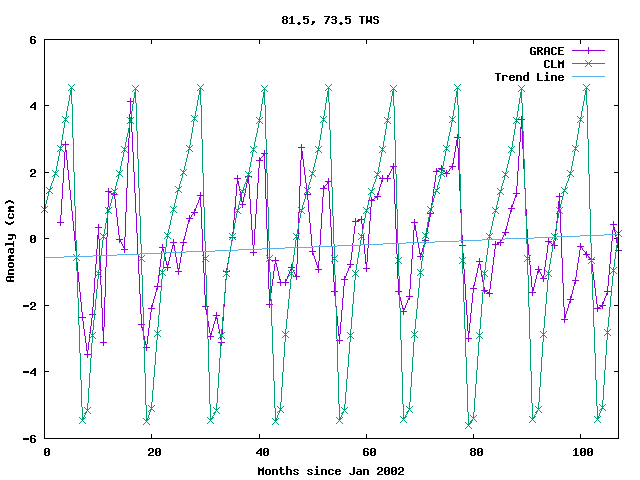 81.5, 73.5 TWS
GRACE
CLM
Trend Line
6
4
2
0
-2
-4
-6
Anomaly (cm)
0 20 40 60 80 100
Months since Jan 2002